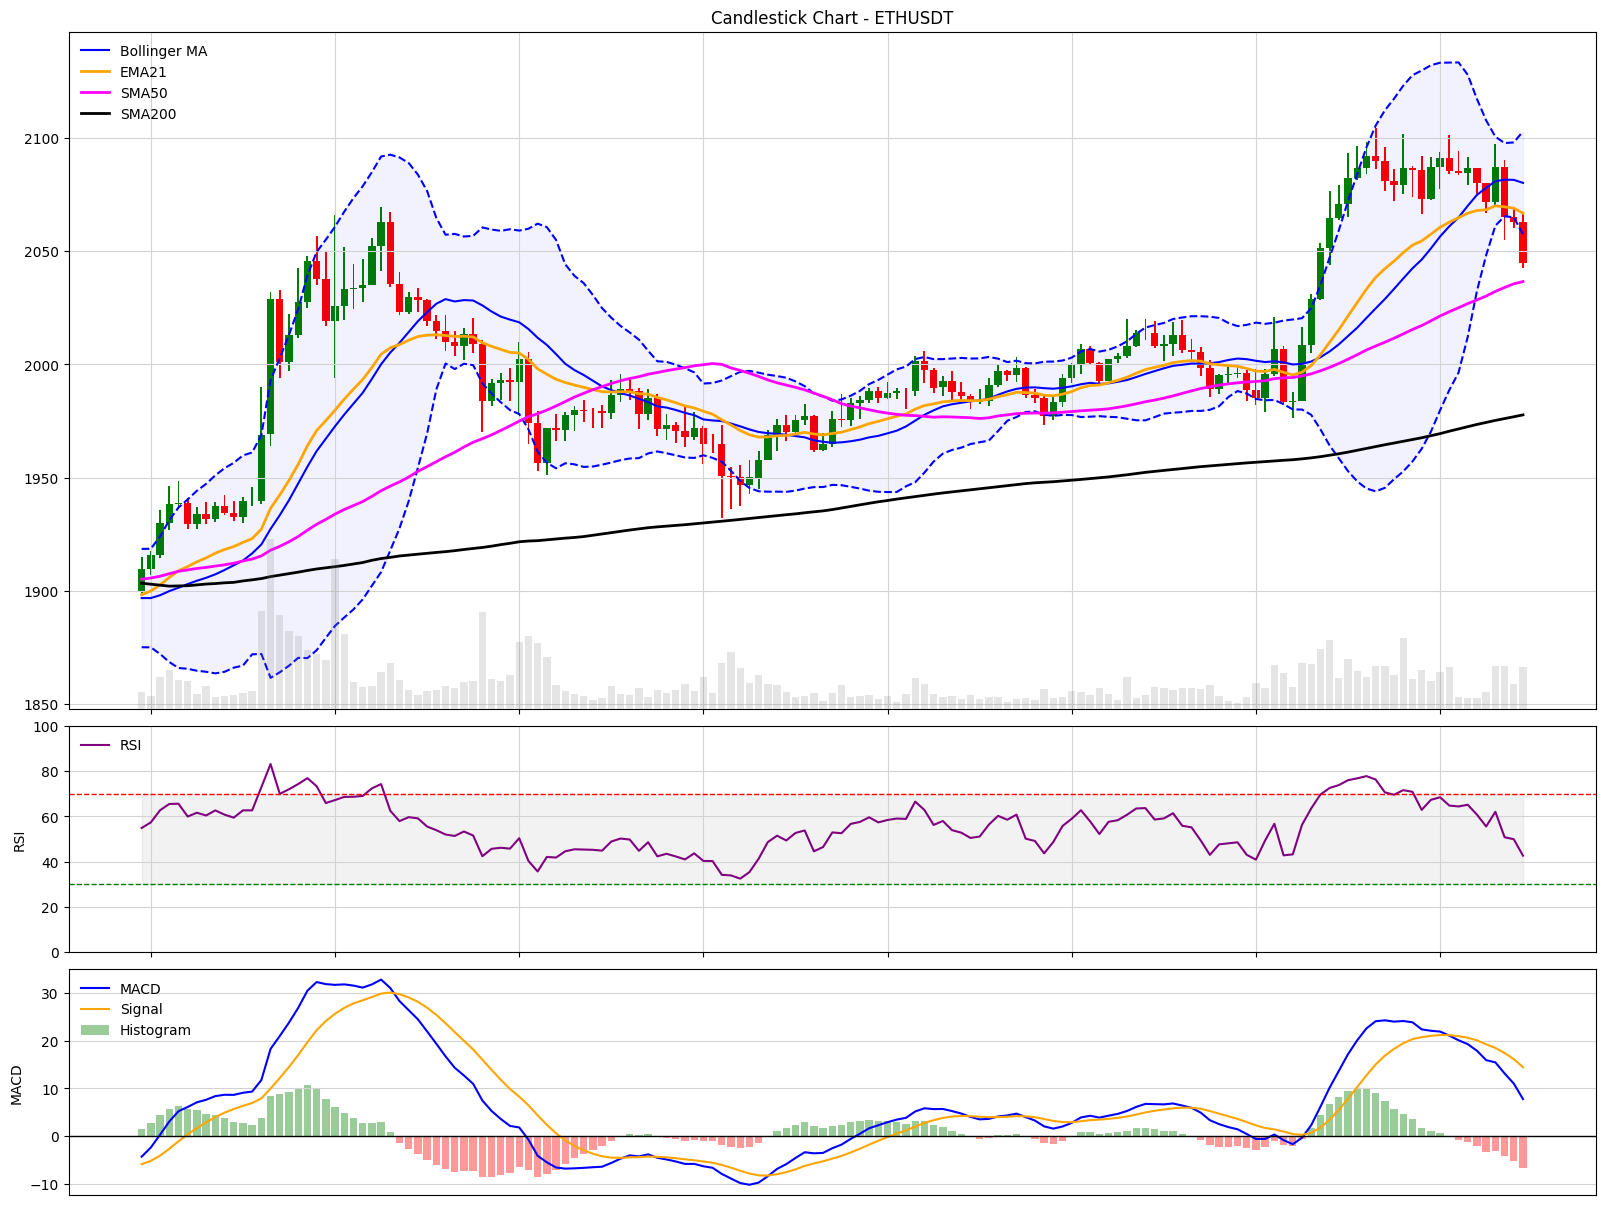 Candlestick Chart - ETHUSDT
Bollinger MA
EMA21
SMA50
SMA200
2100
2050
2000
1950
1900
1850
100
80
60
40
20
0
RSI
RSI
30
20
10
0
−10
MACD
MACD
Signal
Histogram